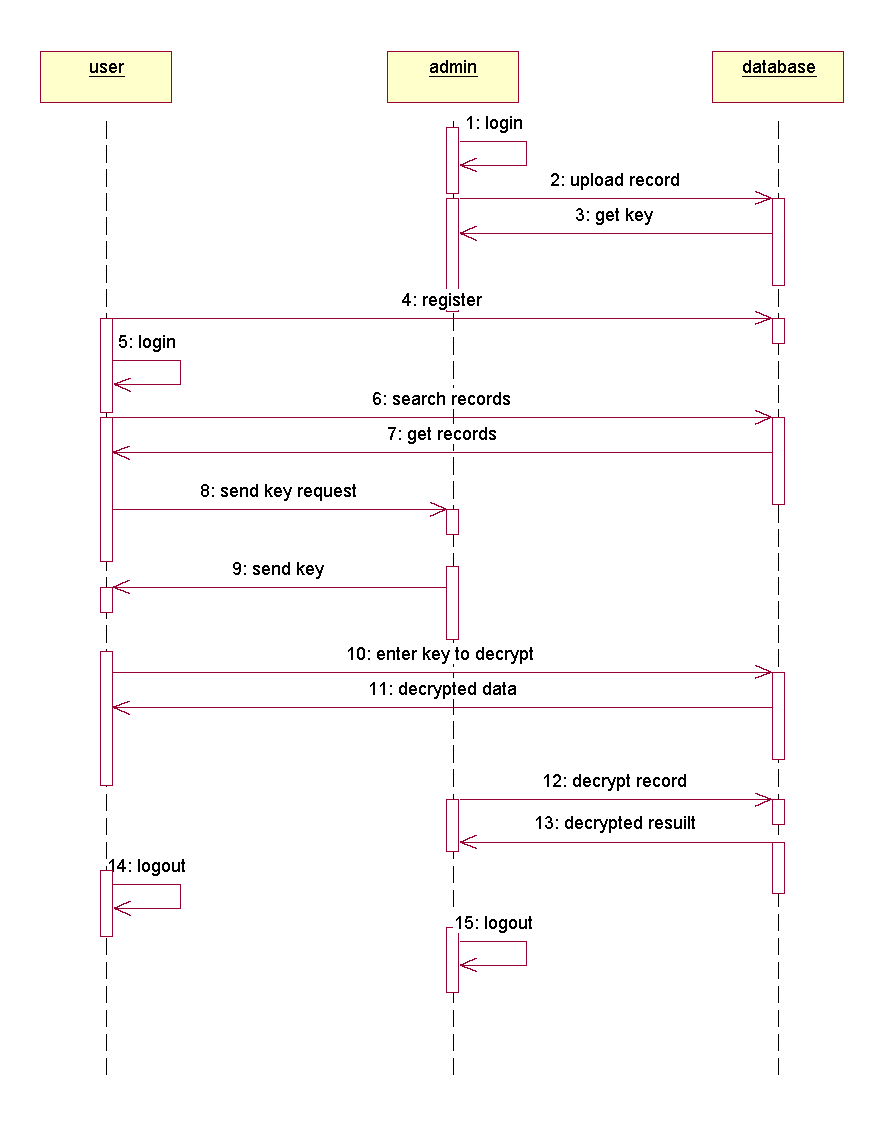 user
admin
database
1: login
2: upload record
3: get key
4: register
5: login
6: search records
7: get records
8: send key request
9: send key
10: enter key to decrypt
11: decrypted data
12: decrypt record
13: decrypted resuilt
14: logout
15: logout